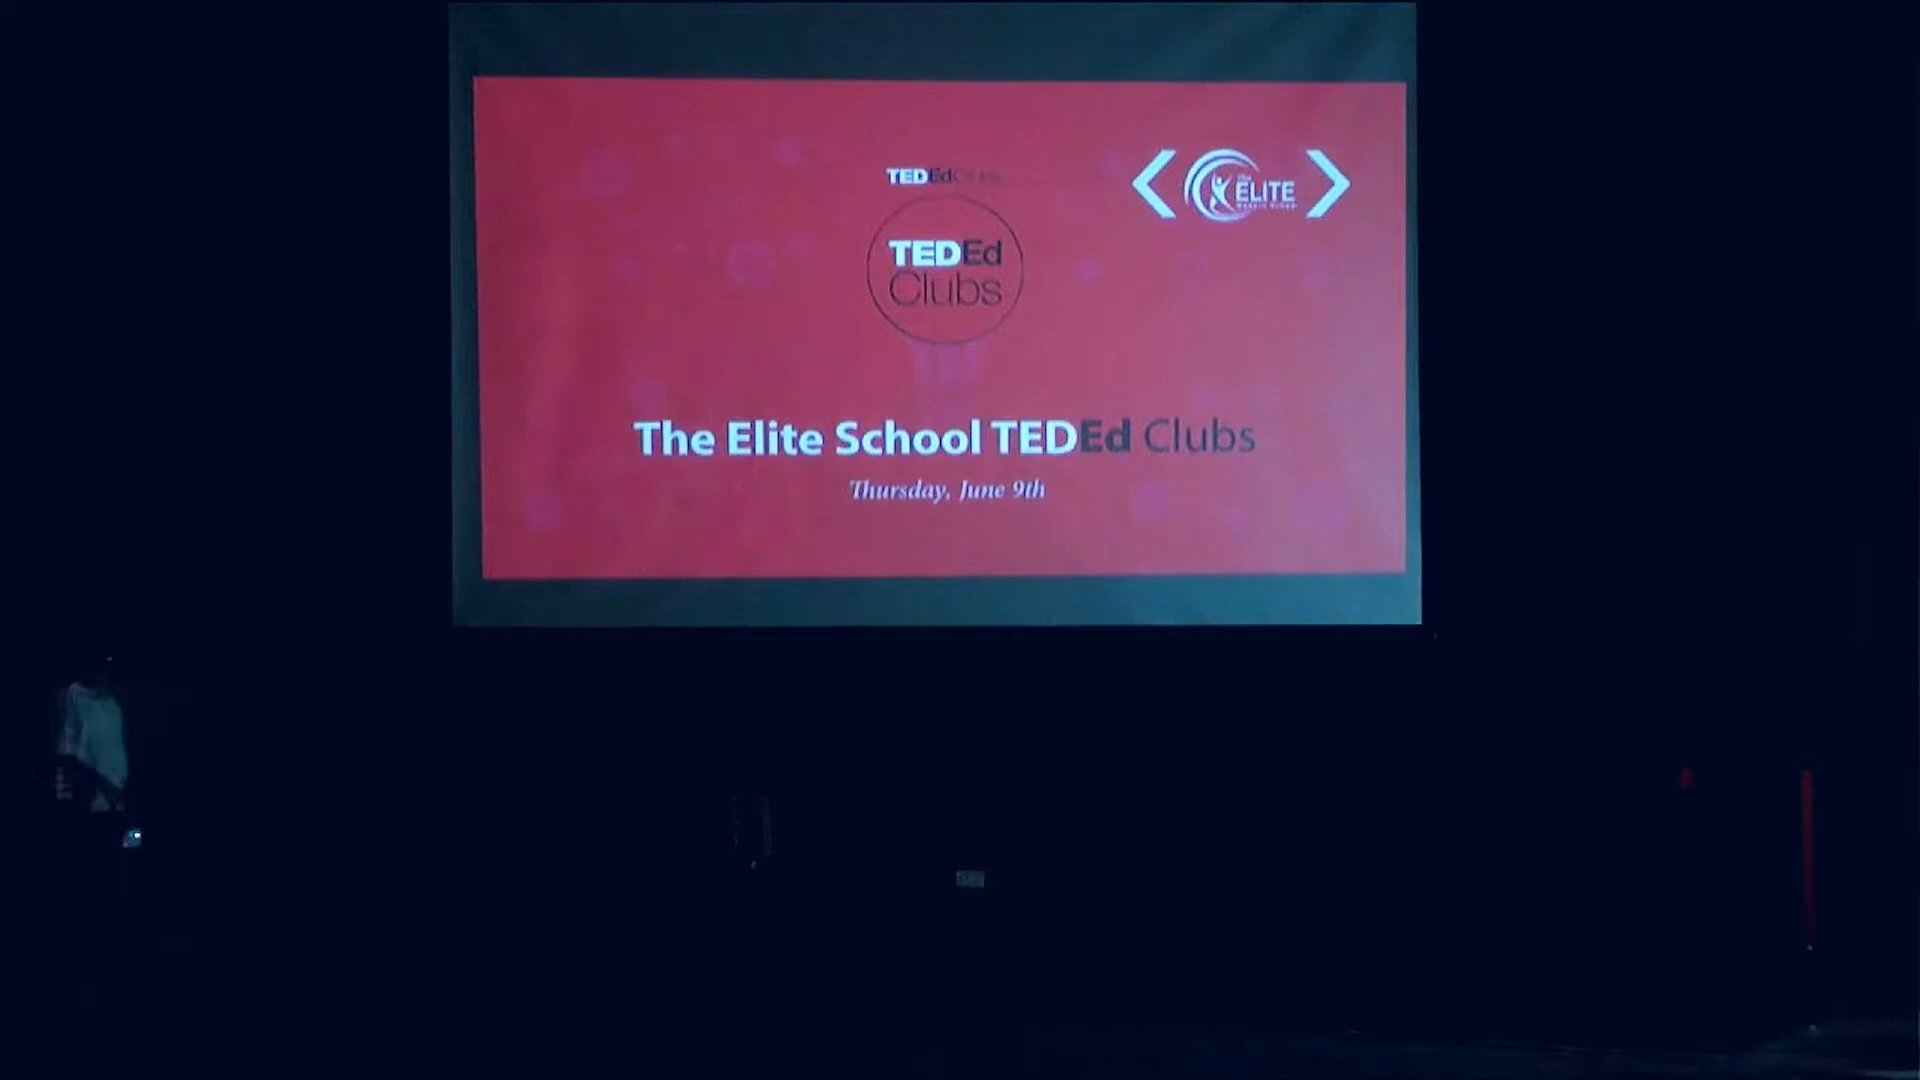 TEDEd
ELITE
TEDEd
Clubs
The Elite School TEDEd Clubs
Thursday, June 9th